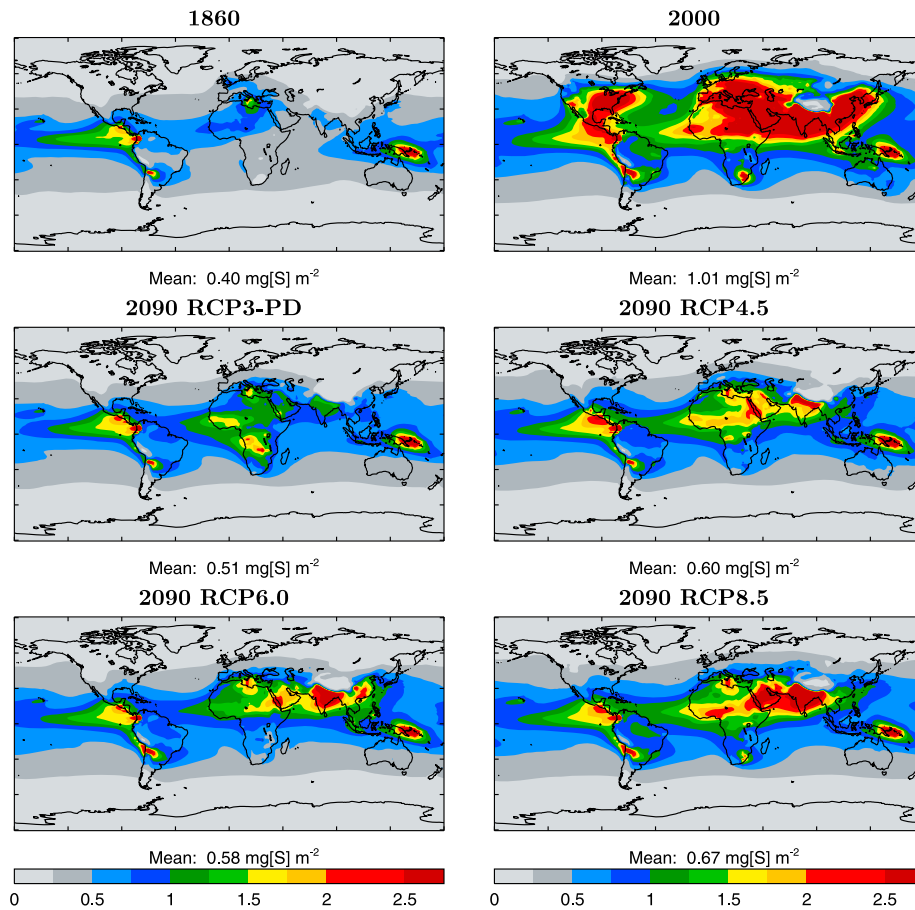 1860
2000
Mean: 0.40 mg[S] m⁻²
Mean: 1.01 mg[S] m⁻²
2090 RCP3-PD
2090 RCP4.5
Mean: 0.51 mg[S] m⁻²
Mean: 0.60 mg[S] m⁻²
2090 RCP6.0
2090 RCP8.5
Mean: 0.58 mg[S] m⁻²
Mean: 0.67 mg[S] m⁻²
0 0.5 1 1.5 2 2.5
0 0.5 1 1.5 2 2.5